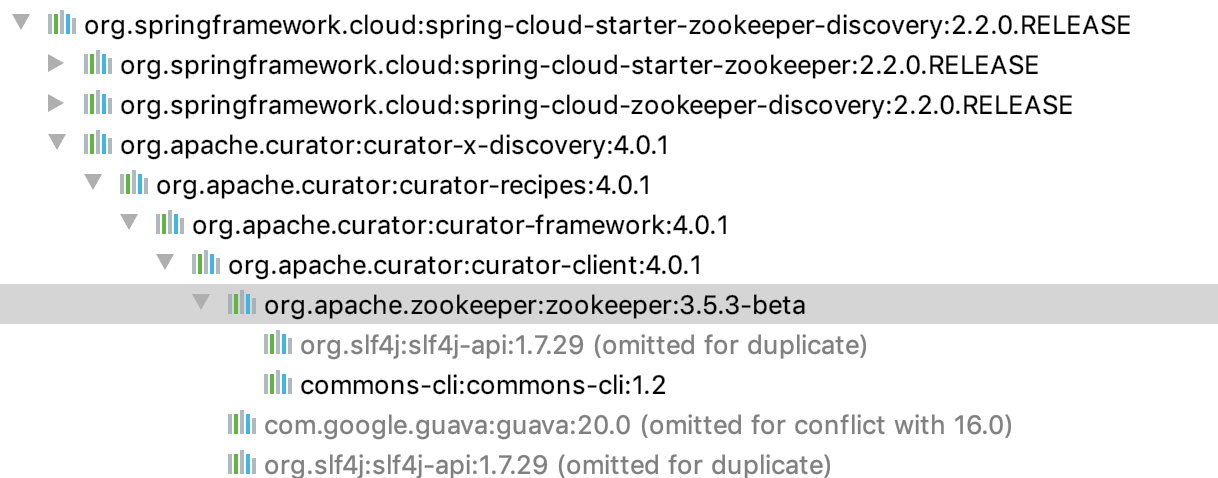 org.springframework.cloud:spring-cloud-starter-zookeeper-discovery:2.2.0.RELEASE
org.springframework.cloud:spring-cloud-starter-zookeeper:2.2.0.RELEASE
org.springframework.cloud:spring-cloud-zookeeper-discovery:2.2.0.RELEASE
org.apache.curator:curator-x-discovery:4.0.1
org.apache.curator:curator-recipes:4.0.1
org.apache.curator:curator-framework:4.0.1
org.apache.curator:curator-client:4.0.1
org.apache.zookeeper:zookeeper:3.5.3-beta
org.slf4j:slf4j-api:1.7.29 (omitted for duplicate)
commons-cli:commons-cli:1.2
com.google.guava:guava:20.0 (omitted for conflict with 16.0)
org.slf4j:slf4j-api:1.7.29 (omitted for duplicate)